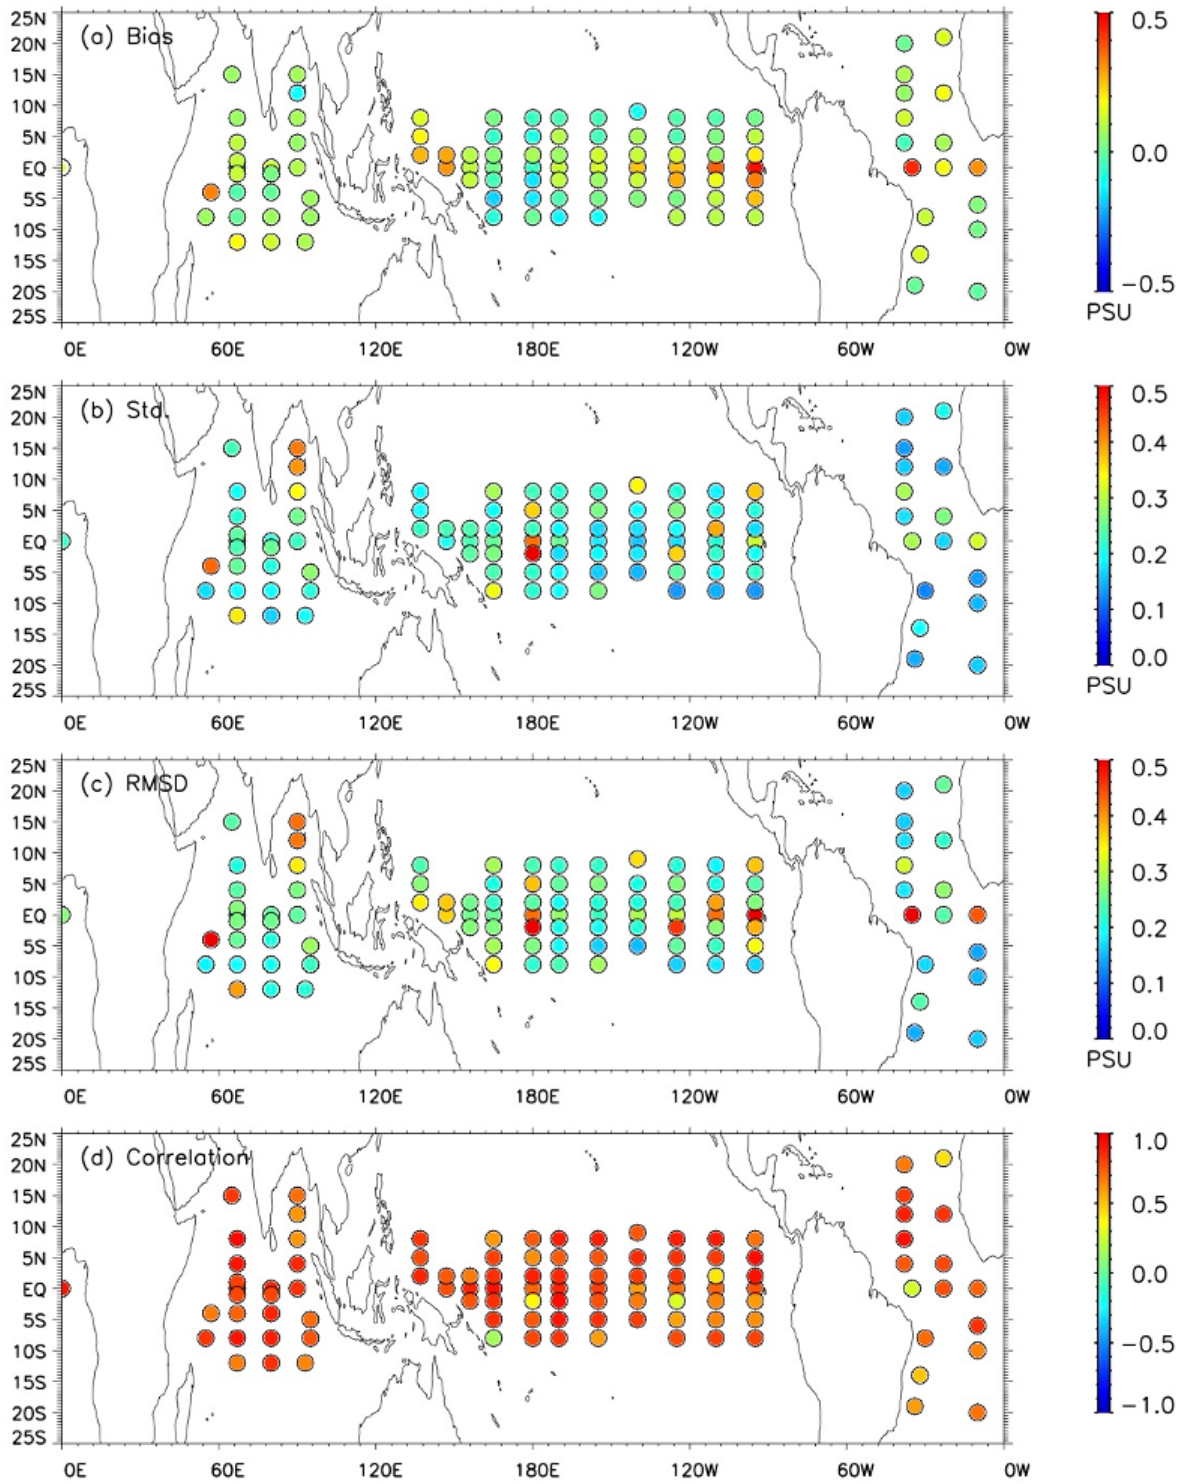 (a) Bias
25N
20N
15N
10N
5N
EQ
5S
10S
15S
20S
25S
0E 60E 120E 180E 120W 60W 0W
0.5
0.0
−0.5
PSU
(b) Std.
25N
20N
15N
10N
5N
EQ
5S
10S
15S
20S
25S
0E 60E 120E 180E 120W 60W 0W
0.5
0.4
0.3
0.2
0.1
0.0
PSU
(c) RMSD
25N
20N
15N
10N
5N
EQ
5S
10S
15S
20S
25S
0E 60E 120E 180E 120W 60W 0W
0.5
0.4
0.3
0.2
0.1
0.0
PSU
(d) Correlation
25N
20N
15N
10N
5N
EQ
5S
10S
15S
20S
25S
0E 60E 120E 180E 120W 60W 0W
1.0
0.5
0.0
−0.5
−1.0